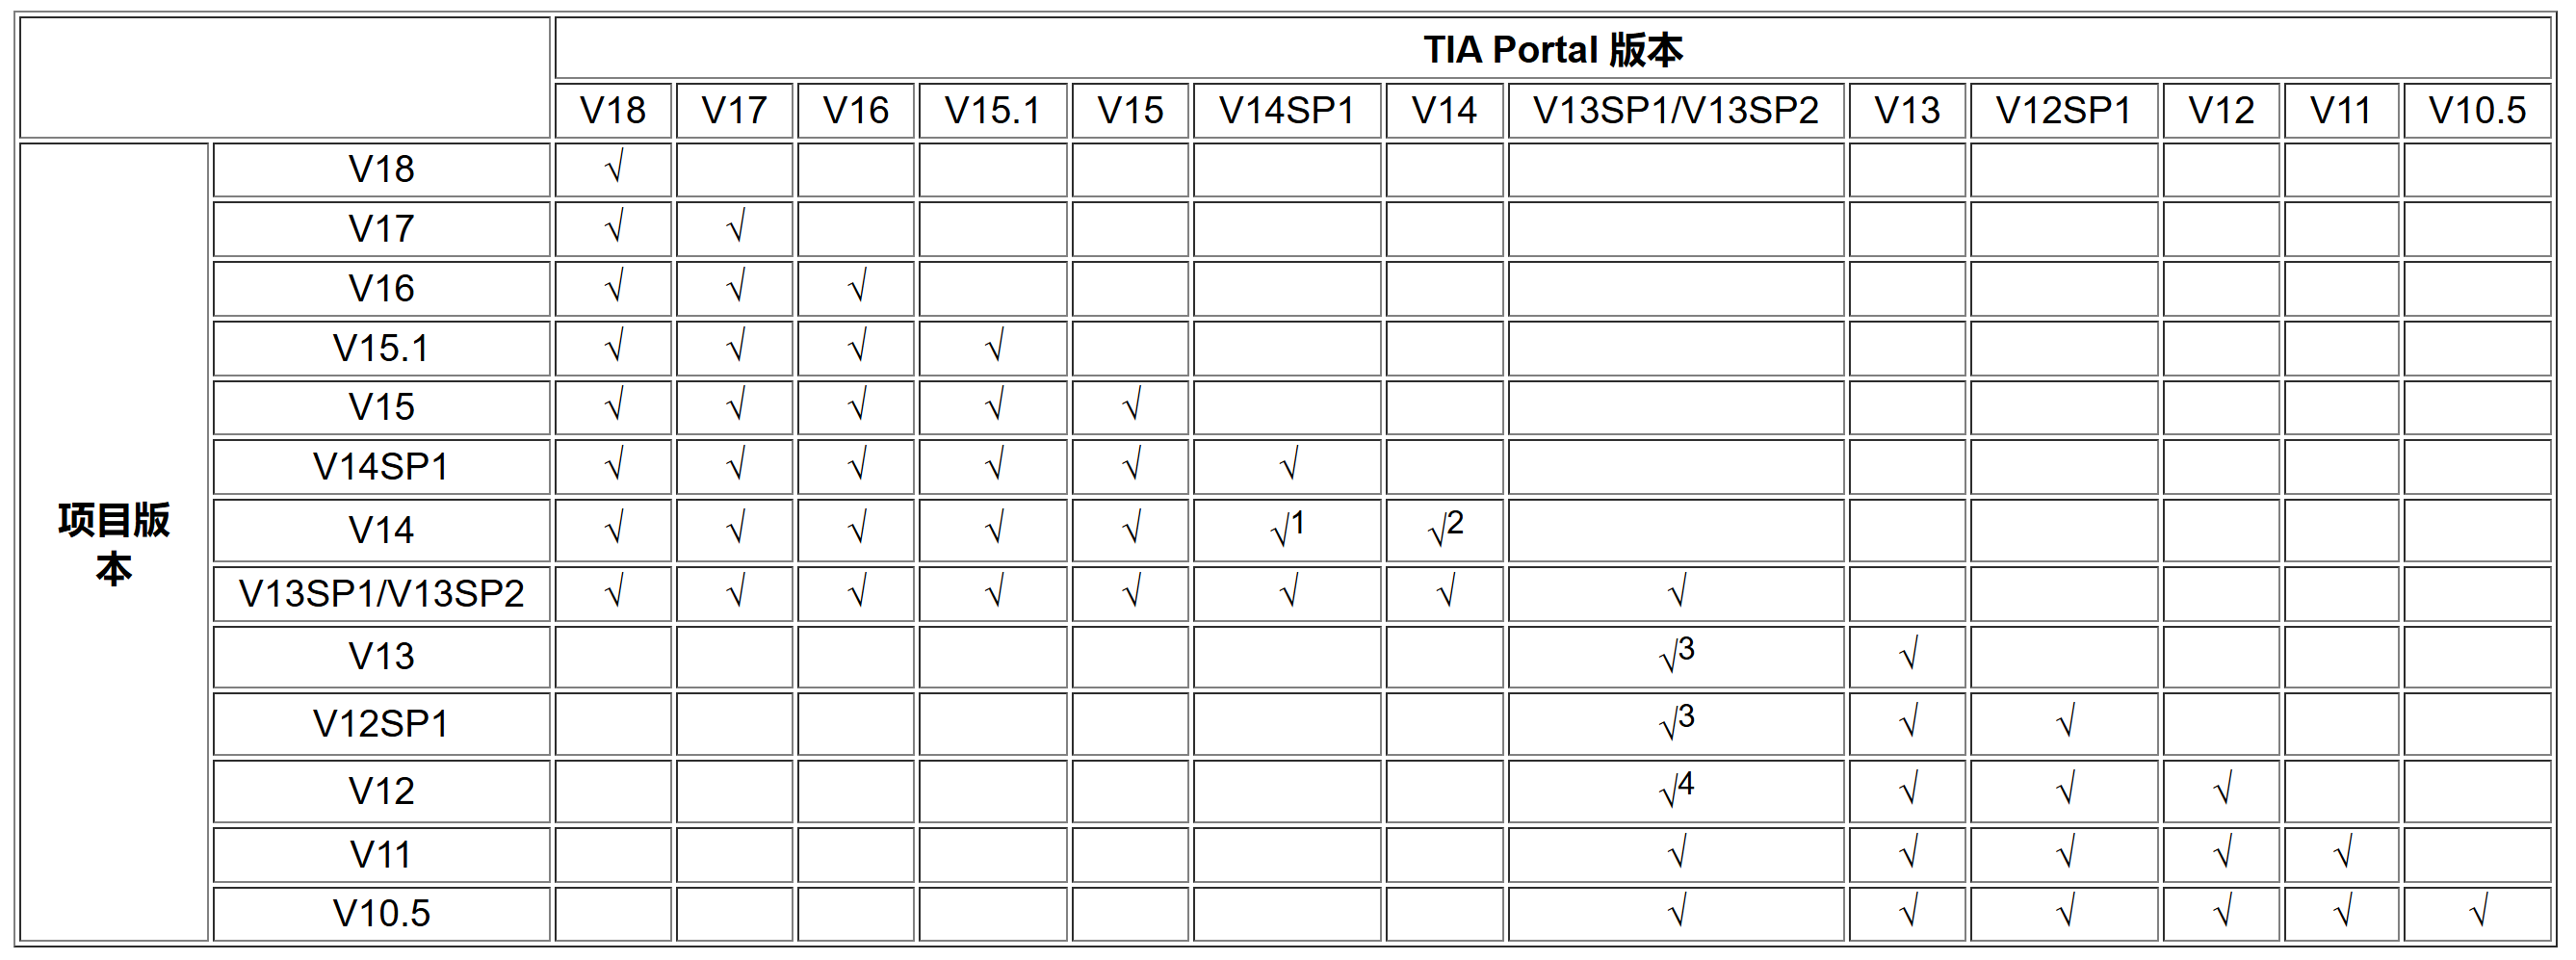 TIA Portal 版本
V18 V17 V16 V15.1 V15 V14SP1 V14 V13SP1/V13SP2 V13 V12SP1 V12 V11 V10.5
项目版
本
V18 √
V17 √ √
V16 √ √ √
V15.1 √ √ √ √
V15 √ √ √ √ √
V14SP1 √ √ √ √ √ √
V14 √ √ √ √ √ √1 √2
V13SP1/V13SP2 √ √ √ √ √ √ √ √
V13 √3 √
V12SP1 √3 √ √
V12 √4 √ √ √
V11 √ √ √ √ √
V10.5 √ √ √ √ √ √